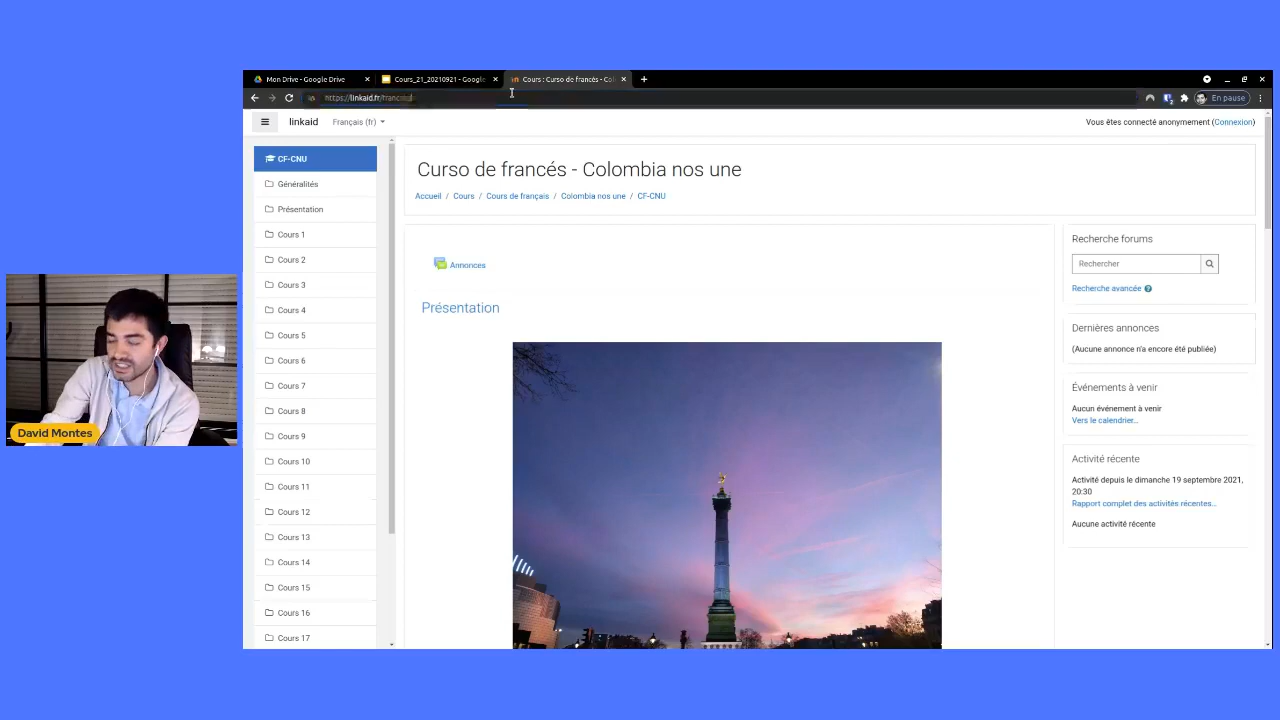 Mon Drive - Google Drive
Cours_21_20210921 - Google
Cours : Curso de francés - Col
https://linkaid.fr/
En pause
linkaid
Français (fr)
Vous êtes connecté anonymement (Connexion)
CF-CNU
Généralités
Présentation
Cours 1
Cours 2
Cours 3
Cours 4
Cours 5
Cours 6
Cours 7
Cours 8
Cours 9
Cours 10
Cours 11
Cours 12
Cours 13
Cours 14
Cours 15
Cours 16
Cours 17
Curso de francés - Colombia nos une
Accueil / Cours / Cours de français / Colombia nos une / CF-CNU
Annonces
Présentation
Recherche forums
Rechercher
Recherche avancée
Dernières annonces
(Aucune annonce n'a encore été publiée)
Événements à venir
Aucun événement à venir
Vers le calendrier...
Activité récente
Activité depuis le dimanche 19 septembre 2021,
20:30
Rapport complet des activités récentes...
Aucune activité récente
David Montes